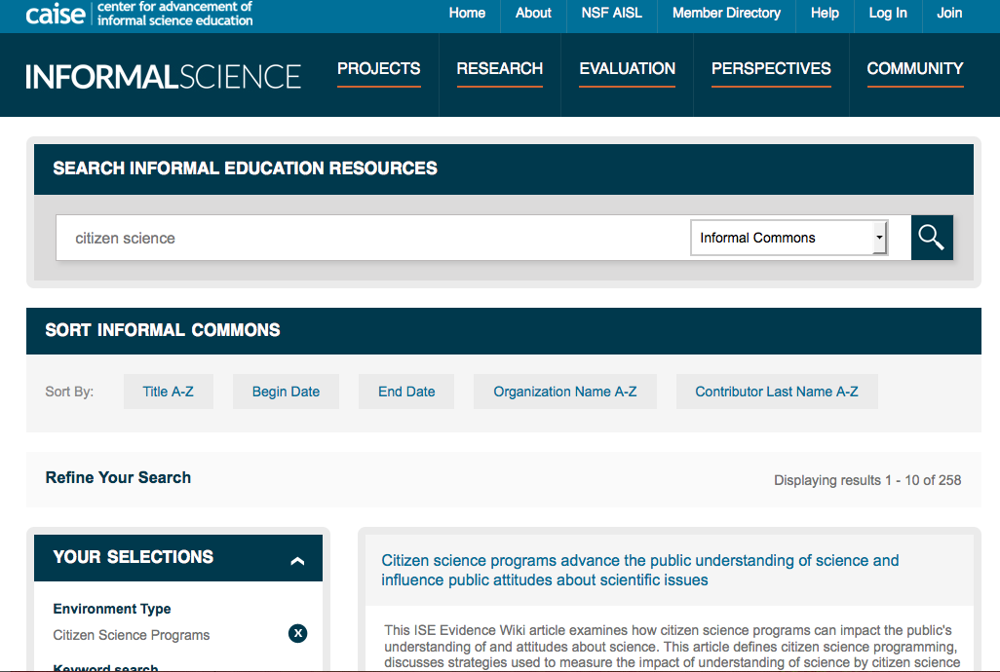 caise center for advancement of
informal science education
Home About NSF AISL Member Directory Help Log In Join
INFORMALSCIENCE
PROJECTS RESEARCH EVALUATION PERSPECTIVES COMMUNITY
SEARCH INFORMAL EDUCATION RESOURCES
citizen science
Informal Commons
SORT INFORMAL COMMONS
Sort By: Title A-Z Begin Date End Date Organization Name A-Z Contributor Last Name A-Z
Refine Your Search
Displaying results 1 - 10 of 258
YOUR SELECTIONS
Environment Type
Citizen Science Programs X
Keyword search
Citizen science programs advance the public understanding of science and
influence public attitudes about scientific issues
This ISE Evidence Wiki article examines how citizen science programs can impact the public's
understanding of and attitudes about science. This article defines citizen science programming,
discusses strategies used to measure the impact of understanding of science by citizen science